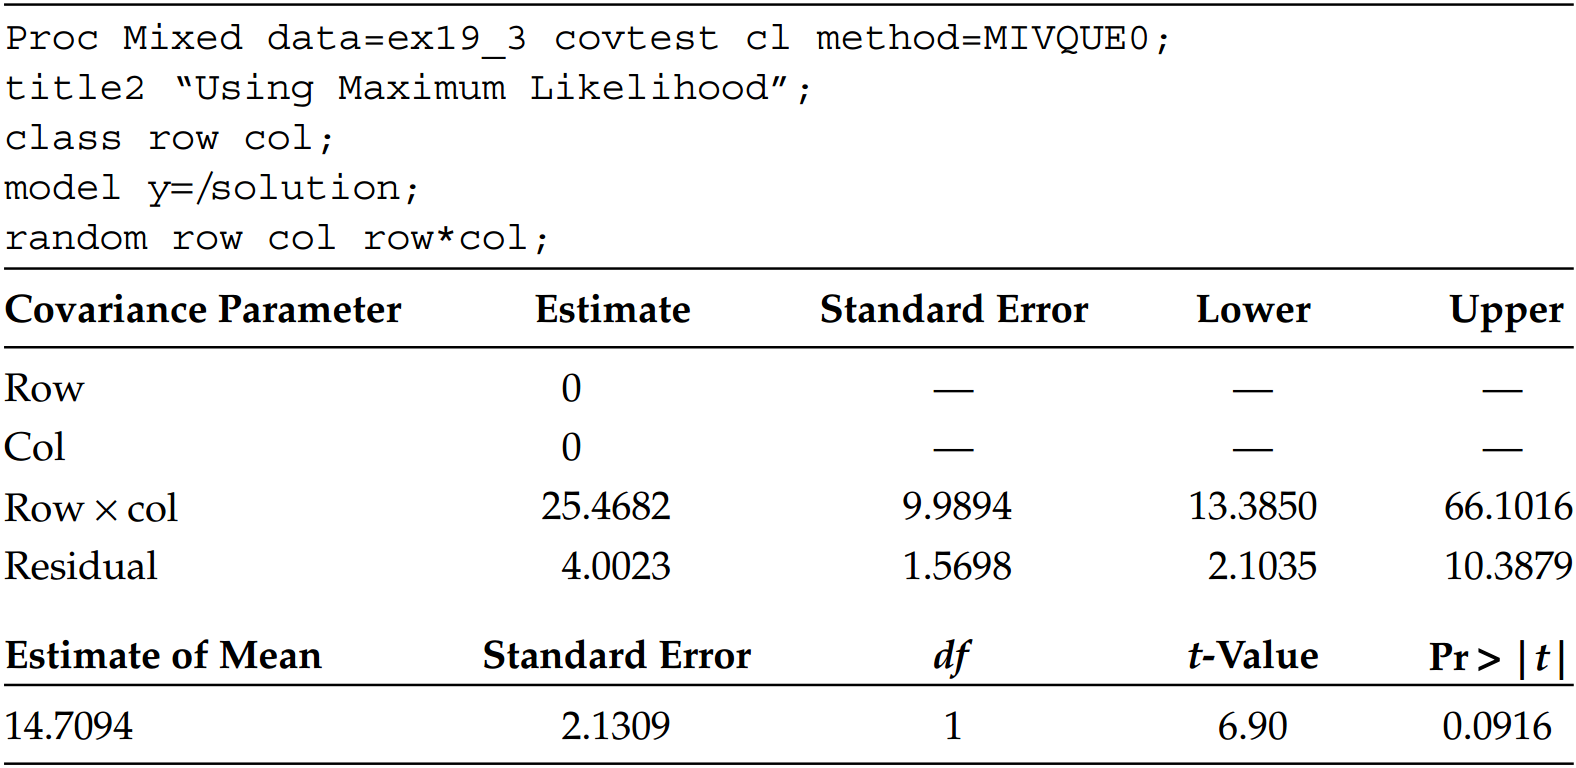 Proc Mixed data=ex19_3 covtest cl method=MIVQUE0;
title2 “Using Maximum Likelihood”;
class row col;
model y=/solution;
random row col row*col;
Covariance Parameter Estimate Standard Error Lower Upper
Row 0 — — —
Col 0 — — —
Row × col 25.4682 9.9894 13.3850 66.1016
Residual 4.0023 1.5698 2.1035 10.3879
Estimate of Mean Standard Error df t-Value Pr > |t|
14.7094 2.1309 1 6.90 0.0916